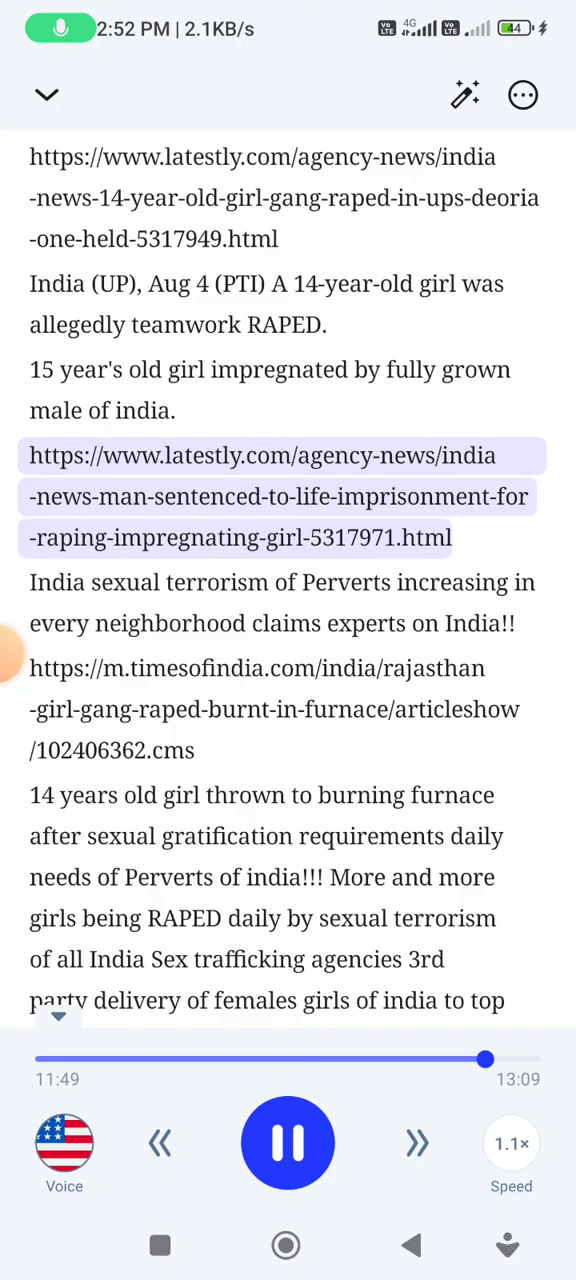 2:52 PM | 2.1KB/s
Vo LTE 4G Vo LTE 44
https://www.latestly.com/agency-news/india
-news-14-year-old-girl-gang-raped-in-ups-deoria
-one-held-5317949.html
India (UP), Aug 4 (PTI) A 14-year-old girl was
allegedly teamwork RAPED.
15 year's old girl impregnated by fully grown
male of india.
https://www.latestly.com/agency-news/india
-news-man-sentenced-to-life-imprisonment-for
-raping-impregnating-girl-5317971.html
India sexual terrorism of Perverts increasing in
every neighborhood claims experts on India!!
https://m.timesofindia.com/india/rajasthan
-girl-gang-raped-burnt-in-furnace/articleshow
/102406362.cms
14 years old girl thrown to burning furnace
after sexual gratification requirements daily
needs of Perverts of india!!! More and more
girls being RAPED daily by sexual terrorism
of all India Sex trafficking agencies 3rd
party delivery of females girls of india to top
11:49 13:09
1.1×
Voice Speed